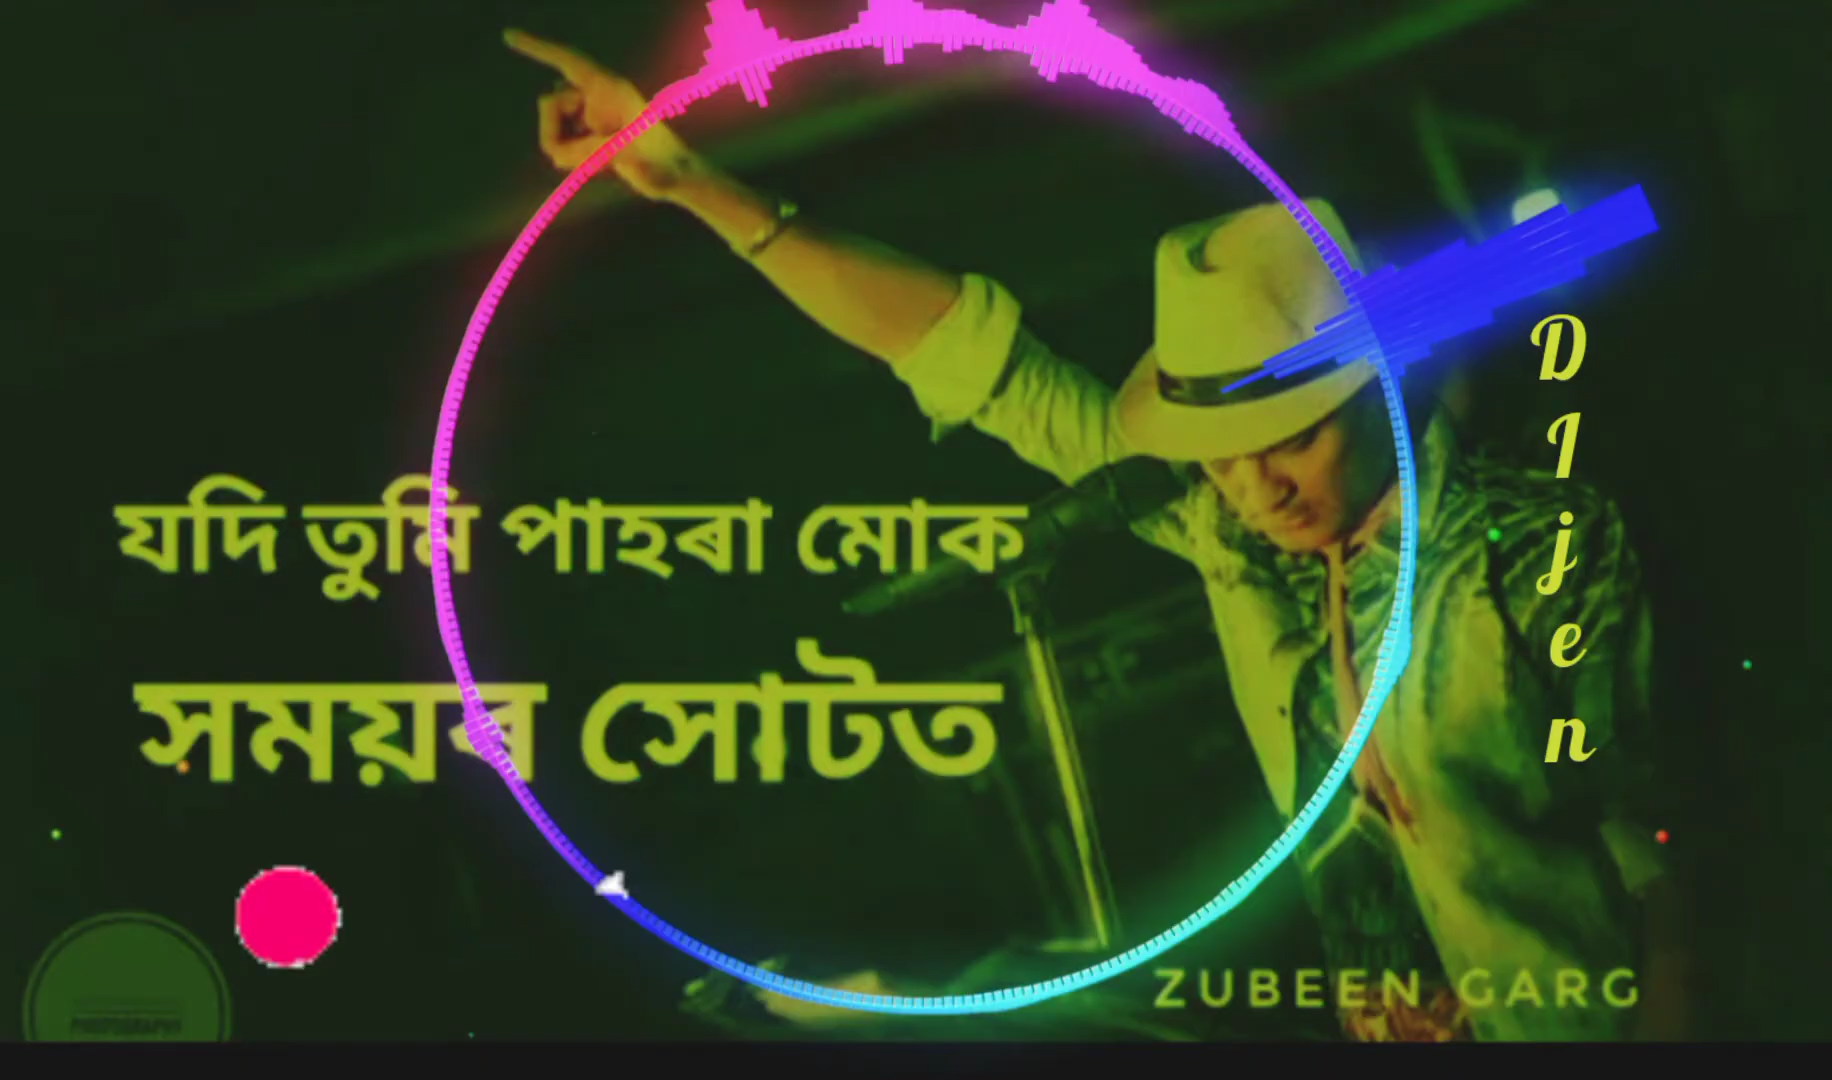 যদি তুমি পাহৰা মোক
সময়ৰ সোঁটত
DIjen
ZUBEEN GARG